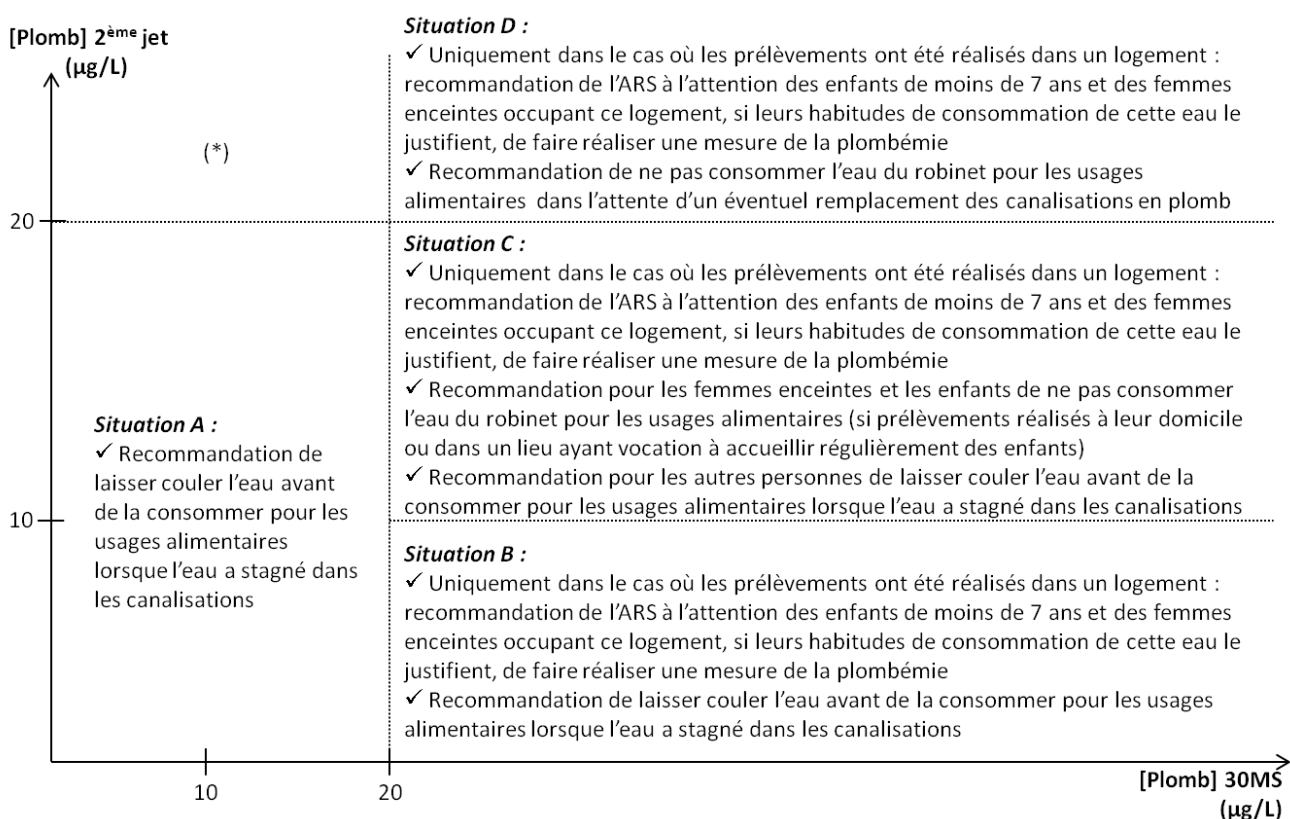 [Plomb] 2ème jet
(µg/L)
Situation D :
✓ Uniquement dans le cas où les prélèvements ont été réalisés dans un logement :
recommandation de l'ARS à l'attention des enfants de moins de 7 ans et des femmes
enceintes occupant ce logement, si leurs habitudes de consommation de cette eau le
justifient, de faire réaliser une mesure de la plombémie
✓ Recommandation de ne pas consommer l'eau du robinet pour les usages
alimentaires dans l'attente d'un éventuel remplacement des canalisations en plomb
(*)
20
Situation C :
✓ Uniquement dans le cas où les prélèvements ont été réalisés dans un logement :
recommandation de l'ARS à l'attention des enfants de moins de 7 ans et des femmes
enceintes occupant ce logement, si leurs habitudes de consommation de cette eau le
justifient, de faire réaliser une mesure de la plombémie
✓ Recommandation pour les femmes enceintes et les enfants de ne pas consommer
l'eau du robinet pour les usages alimentaires (si prélèvements réalisés à leur domicile
ou dans un lieu ayant vocation à accueillir régulièrement des enfants)
✓ Recommandation pour les autres personnes de laisser couler l'eau avant de la
consommer pour les usages alimentaires lorsque l'eau a stagné dans les canalisations
Situation A :
✓ Recommandation de
laisser couler l'eau avant
de la consommer pour les
usages alimentaires
lorsque l'eau a stagné dans
les canalisations
10
Situation B :
✓ Uniquement dans le cas où les prélèvements ont été réalisés dans un logement :
recommandation de l'ARS à l'attention des enfants de moins de 7 ans et des femmes
enceintes occupant ce logement, si leurs habitudes de consommation de cette eau le
justifient, de faire réaliser une mesure de la plombémie
✓ Recommandation de laisser couler l'eau avant de la consommer pour les usages
alimentaires lorsque l'eau a stagné dans les canalisations
10
20
[Plomb] 30MS
(µg/L)